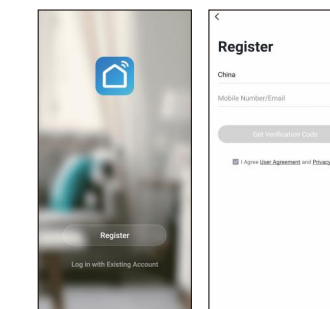 Register
Log in with Existing Account
<
Register
China
Mobile Number/Email
Get Verification Code
I Agree User Agreement and Privacy